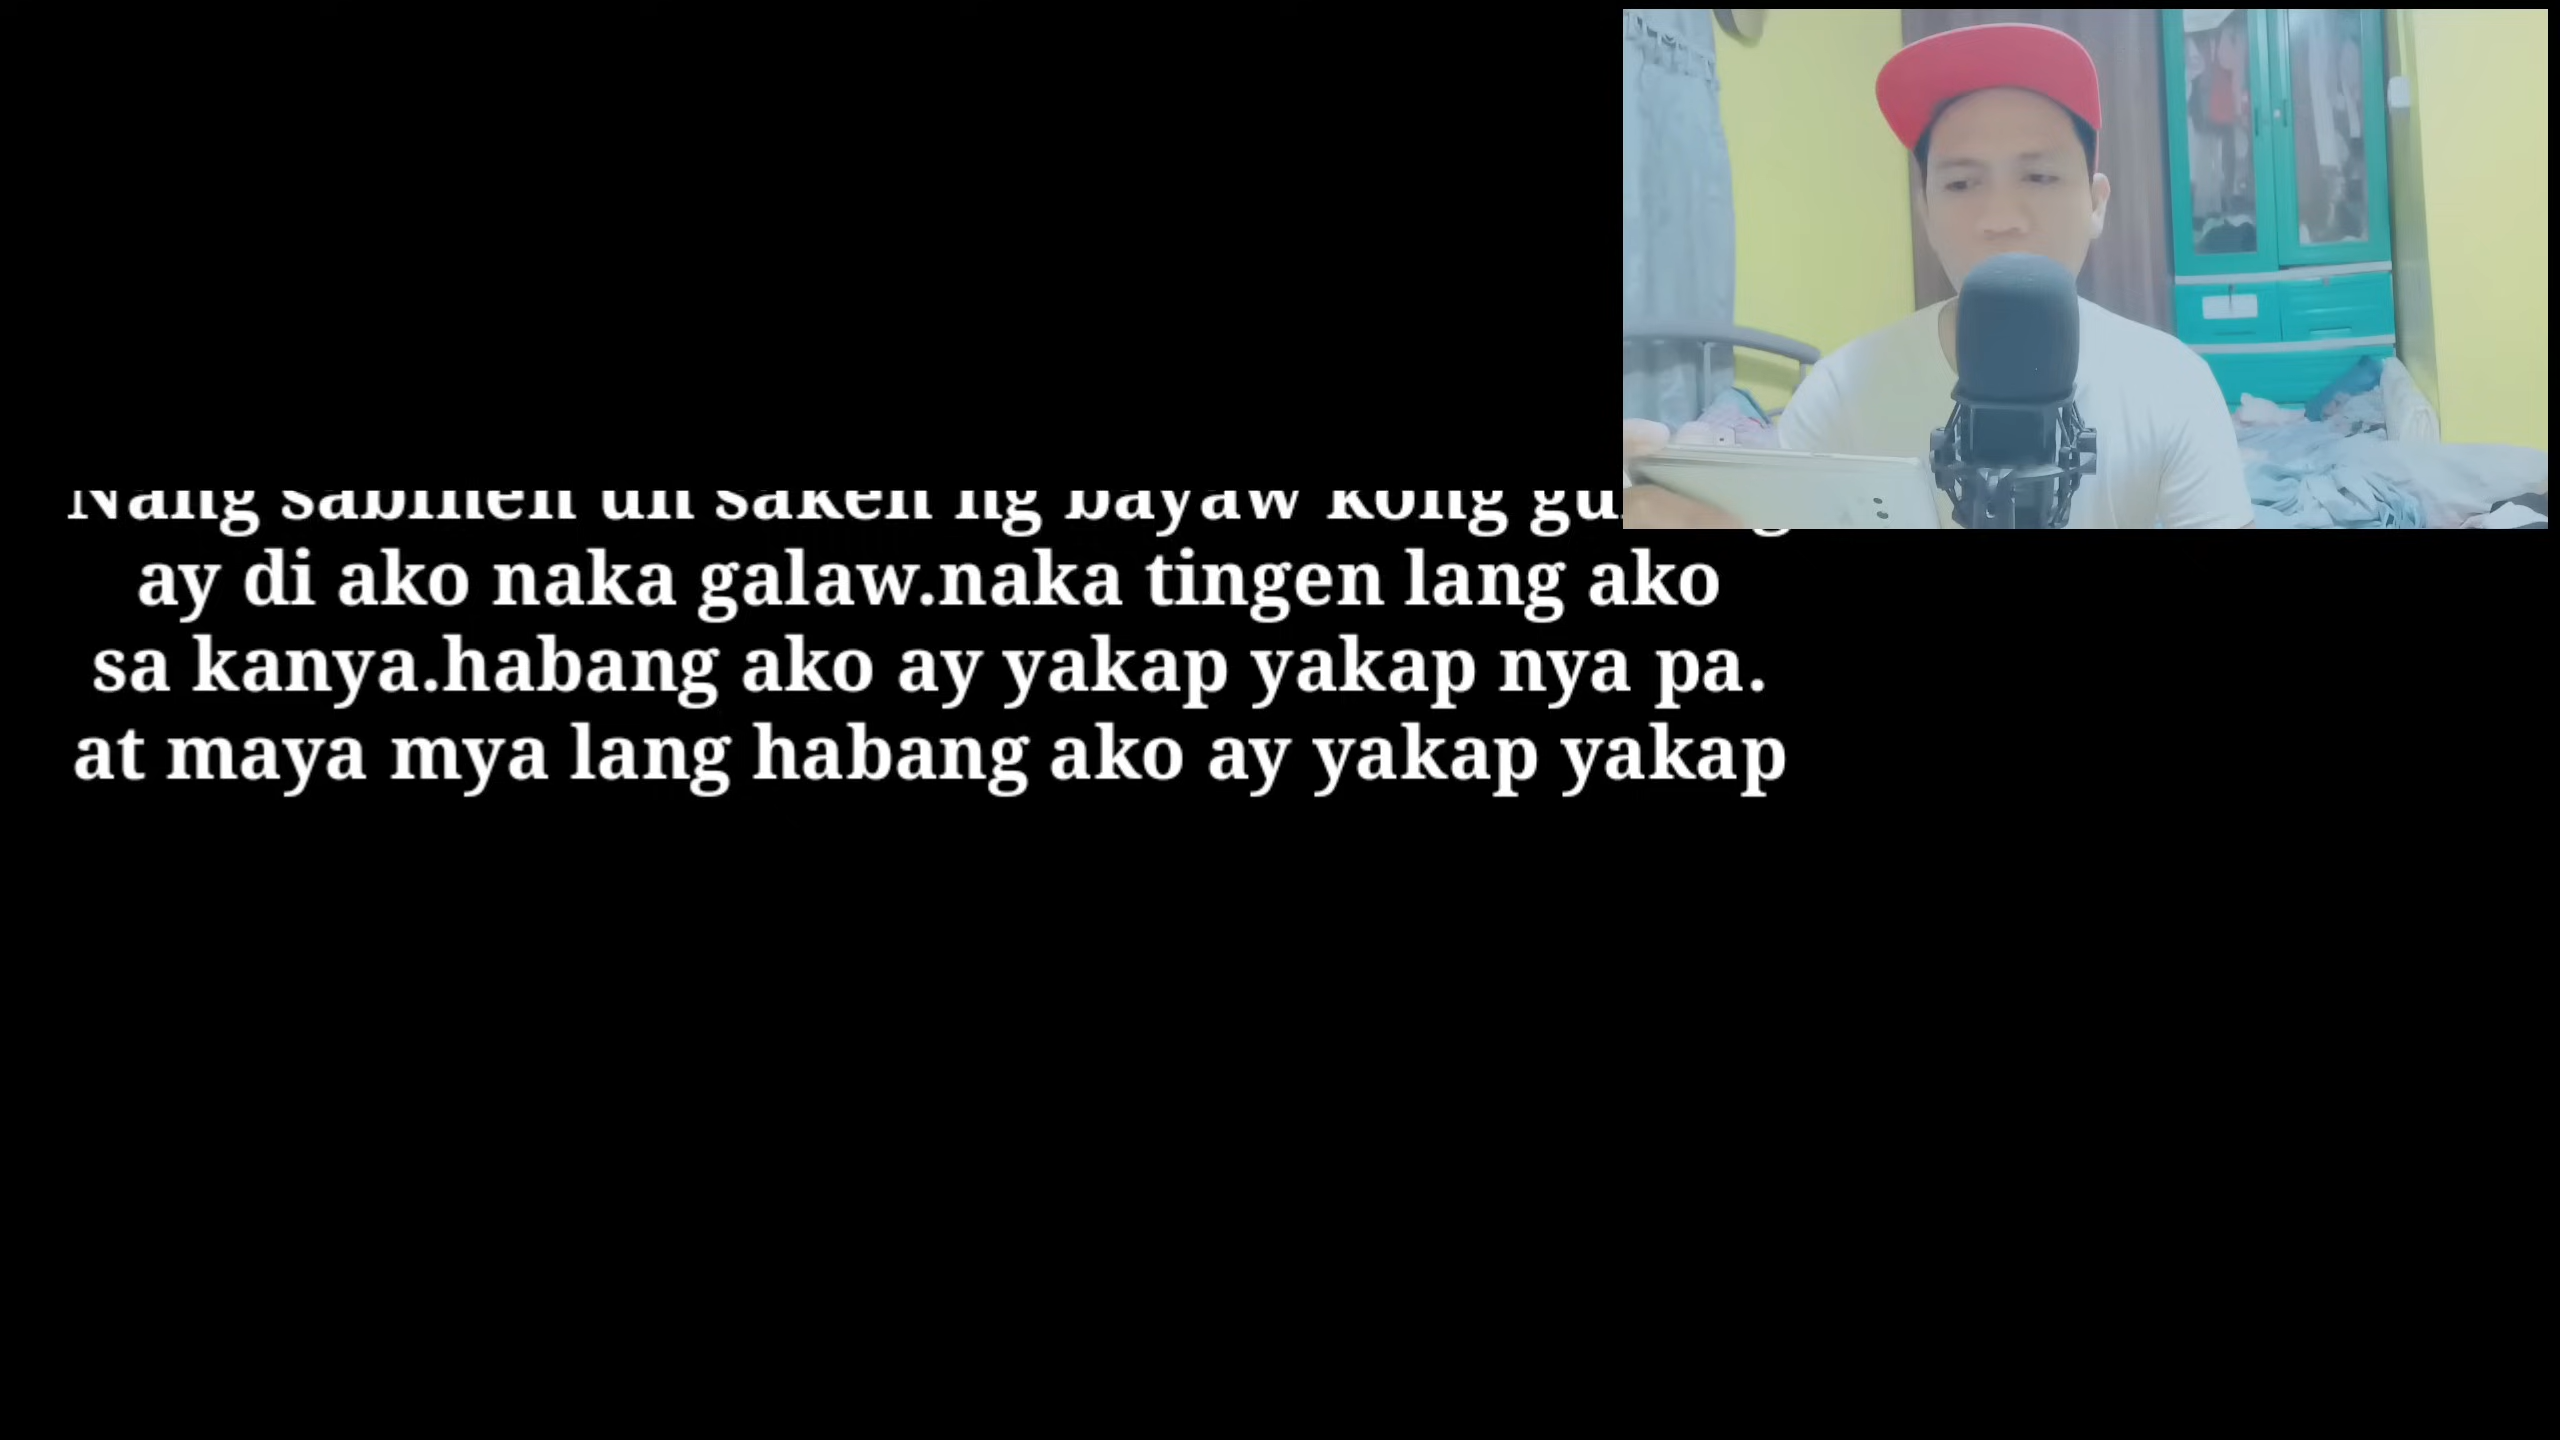 Nang sabihen un saken ng bayaw kong
ay di ako naka galaw.naka tingen lang ako
sa kanya.habang ako ay yakap yakap nya pa.
at maya mya lang habang ako ay yakap yakap